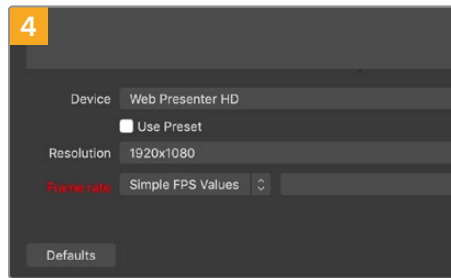 4
Device Web Presenter HD
Use Preset
Resolution 1920x1080
Frame rate Simple FPS Values
Defaults